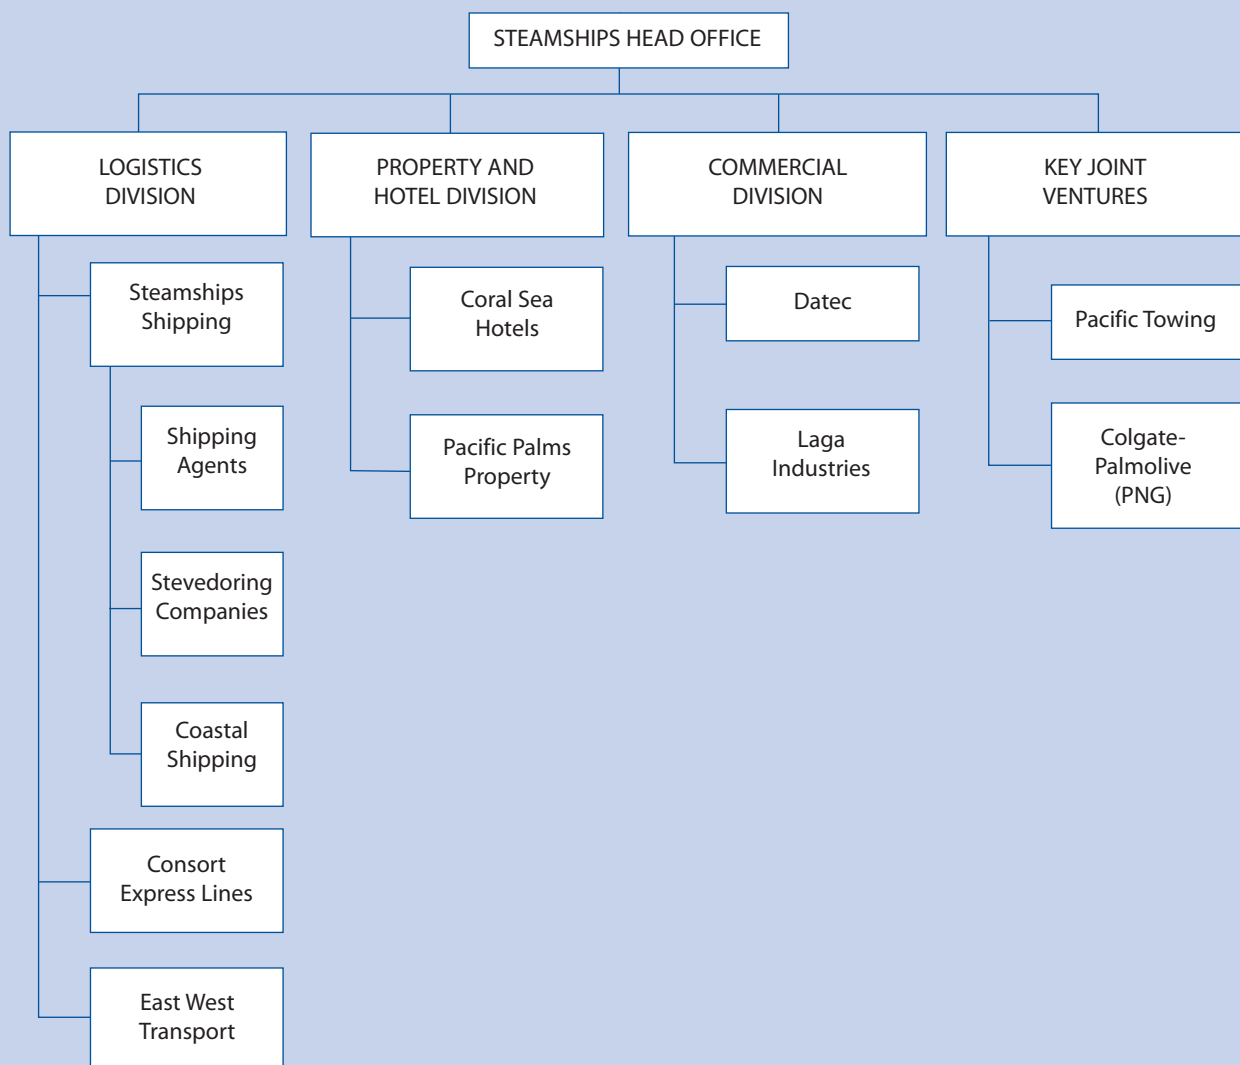 STEAMSHIPS HEAD OFFICE
LOGISTICS
DIVISION
PROPERTY AND
HOTEL DIVISION
COMMERCIAL
DIVISION
KEY JOINT
VENTURES
Steamships
Shipping
Shipping
Agents
Stevedoring
Companies
Coastal
Shipping
Consort
Express Lines
East West
Transport
Coral Sea
Hotels
Pacific Palms
Property
Datec
Laga
Industries
Pacific Towing
Colgate-
Palmolive
(PNG)